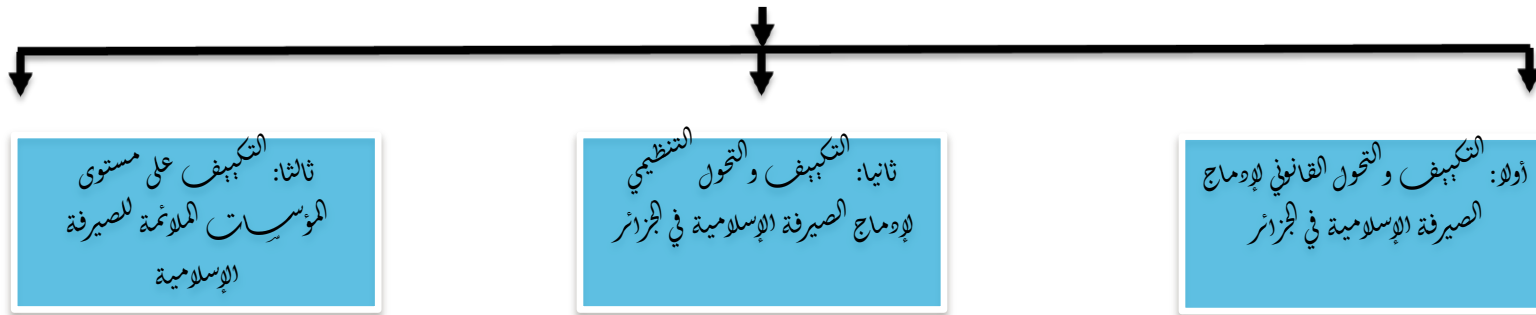 أولا: التكييف و التحول القانوني لإدماج
الصيرفة الإسلامية في الجزائر
ثانيا: التكييف و التحول التنظيمي
لإدماج الصيرفة الإسلامية في الجزائر
ثالثا: التكييف على مستوى
المؤسسات الملائمة للصيرفة
الإسلامية